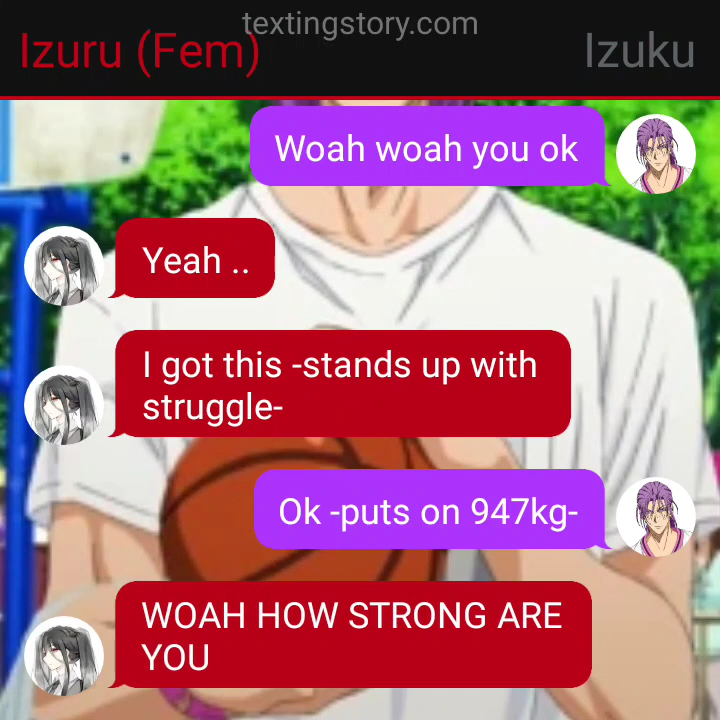 textingstory.com
Izuru (Fem)
Izuku
Woah woah you ok
Yeah ..
I got this -stands up with
struggle-
Ok -puts on 947kg-
WOAH HOW STRONG ARE
YOU